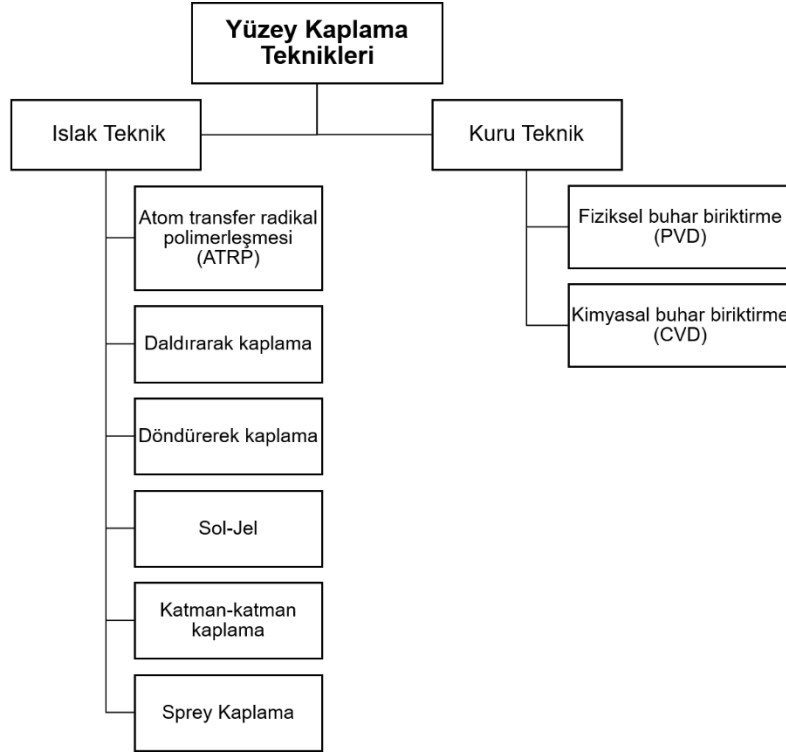 Yüzey Kaplama
Teknikleri
Islak Teknik
Kuru Teknik
Atom transfer radikal
polimerleşmesi
(ATRP)
Daldırarak kaplama
Döndürerek kaplama
Sol-Jel
Katman-katman
kaplama
Sprey Kaplama
Fiziksel buhar biriktirme
(PVD)
Kimyasal buhar biriktirme
(CVD)